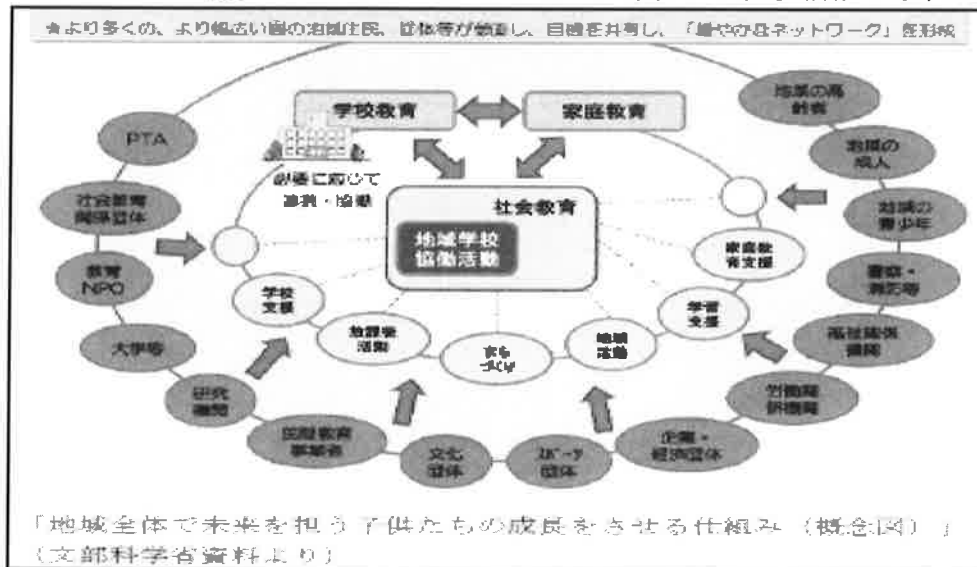 ★より多くの、より幅広い層の地域住民、団体等が参画し、目標を共有し、「緩やかなネットワーク」を形成
学校教育
家庭教育
地域の高
齢者
PTA
地域の
成人
必要に応じて
連携・協働
社会教育
関係団体
社会教育
地域の
青少年
地域学校
協働活動
家庭教
育支援
教育
NPO
警察・
消防等
学校
支援
学習
支援
放課後
活動
まち
づくり
地域
活動
大学等
福祉関係
機関
研究
機関
労働関
係機関
民間教育
事業者
文化
団体
スポーツ
団体
企業・
経済団体
「地域全体で未来を担う子供たちの成長をさせる仕組み（概念図）」
（文部科学省資料より）